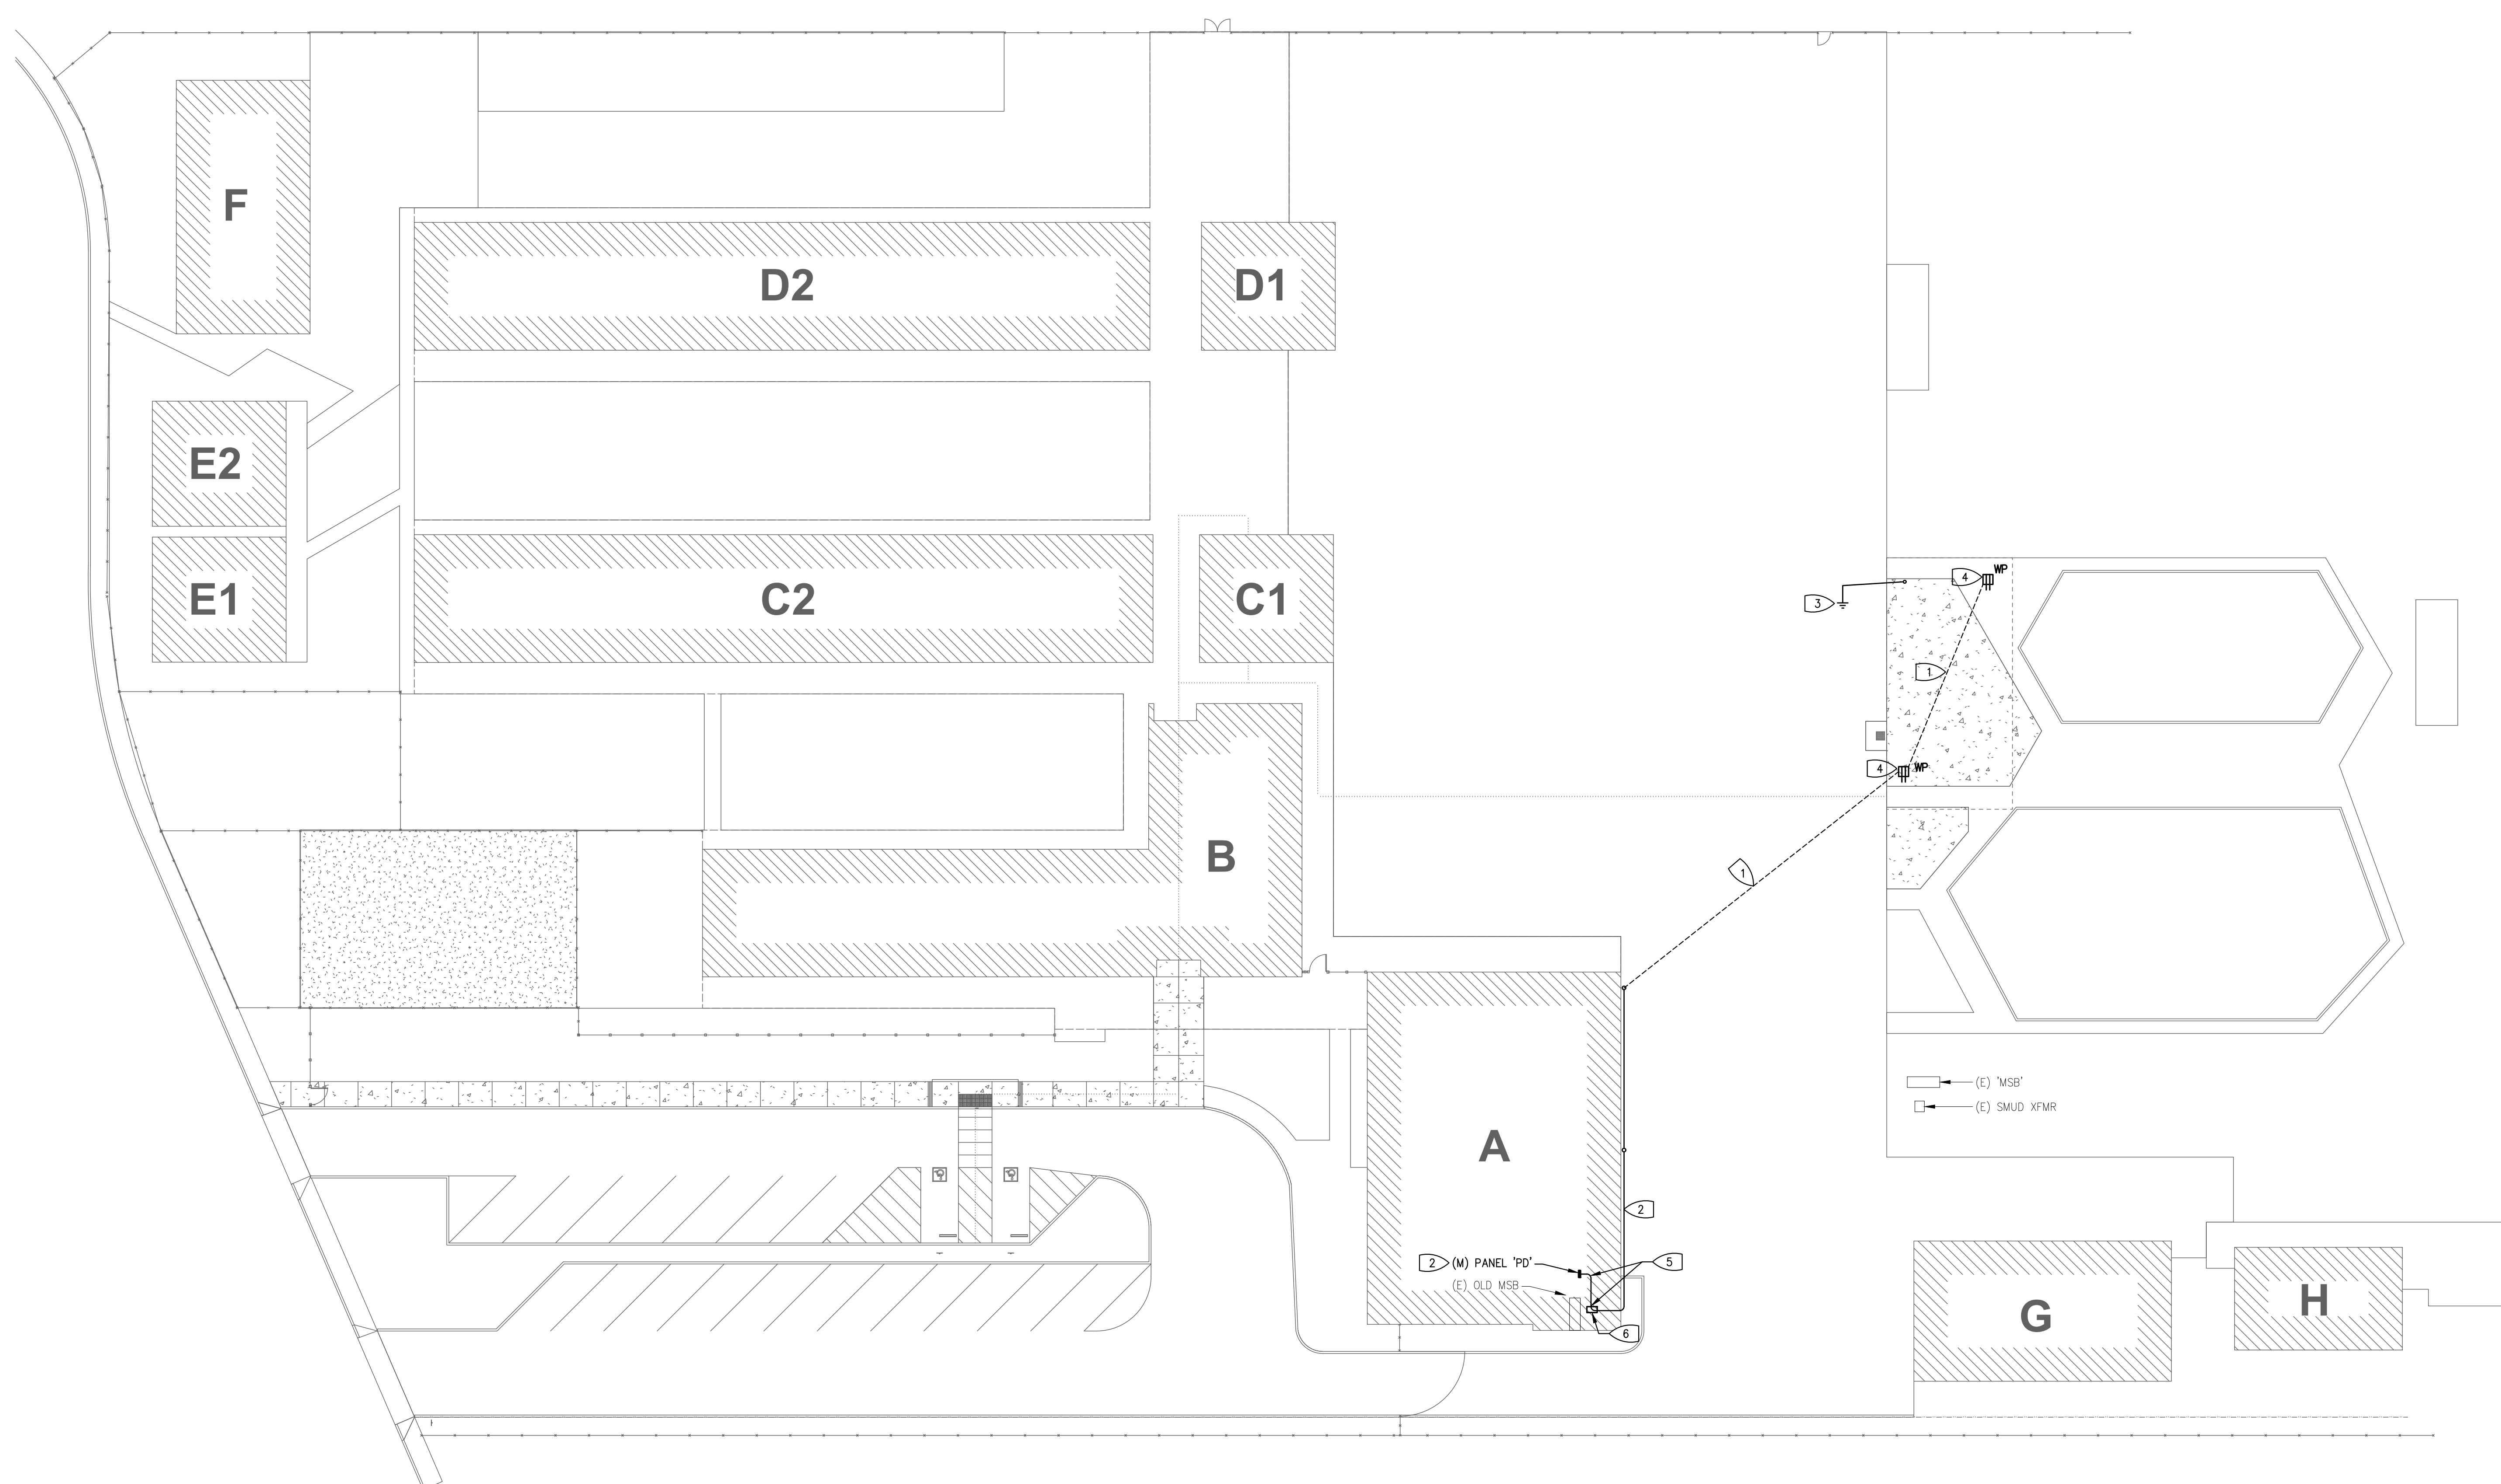 F
D2
D1
E2
E1
C2
C1
4
WP
3
1
4
WP
B
1
(E) 'MSB'
(E) SMUD XFMR
A
2
2 (M) PANEL 'PD'
5
(E) OLD MSB
6
G
H